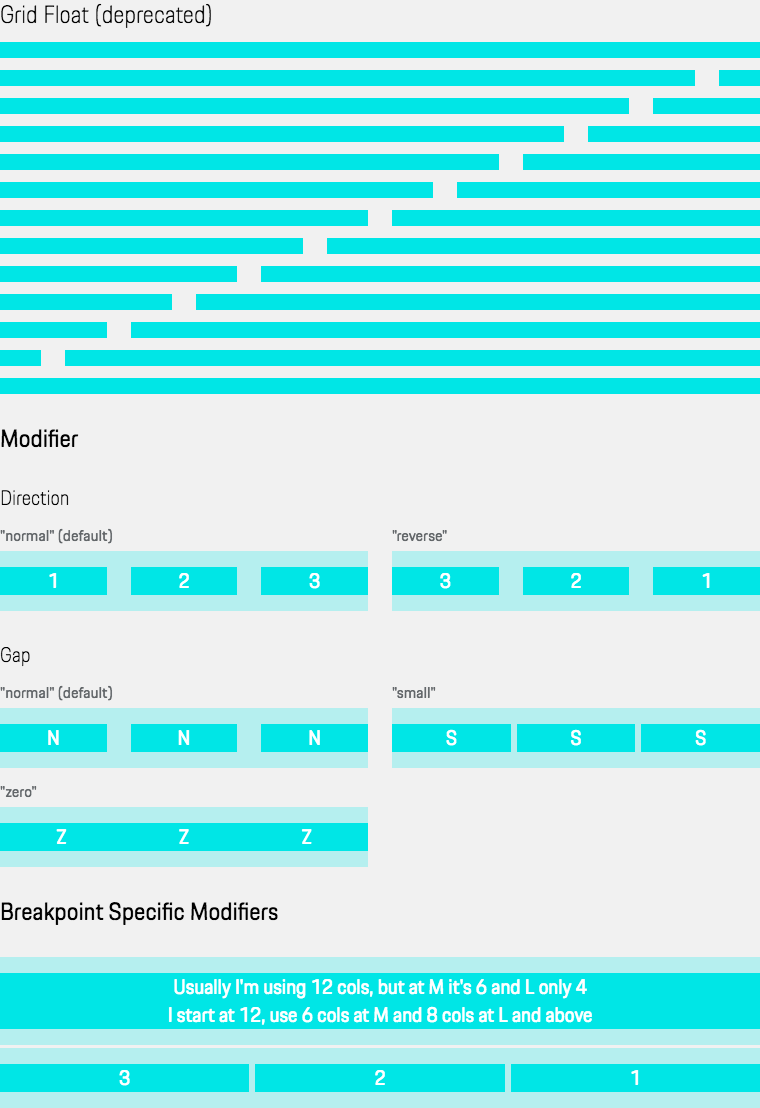 Grid Float (deprecated)
Modifier
Direction
"normal" (default)
"reverse"
1 2 3
3 2 1
Gap
"normal" (default)
"small"
N N N
S S S
"zero"
Z Z Z
Breakpoint Specific Modifiers
Usually I'm using 12 cols, but at M it's 6 and L only 4
I start at 12, use 6 cols at M and 8 cols at L and above
3 2 1